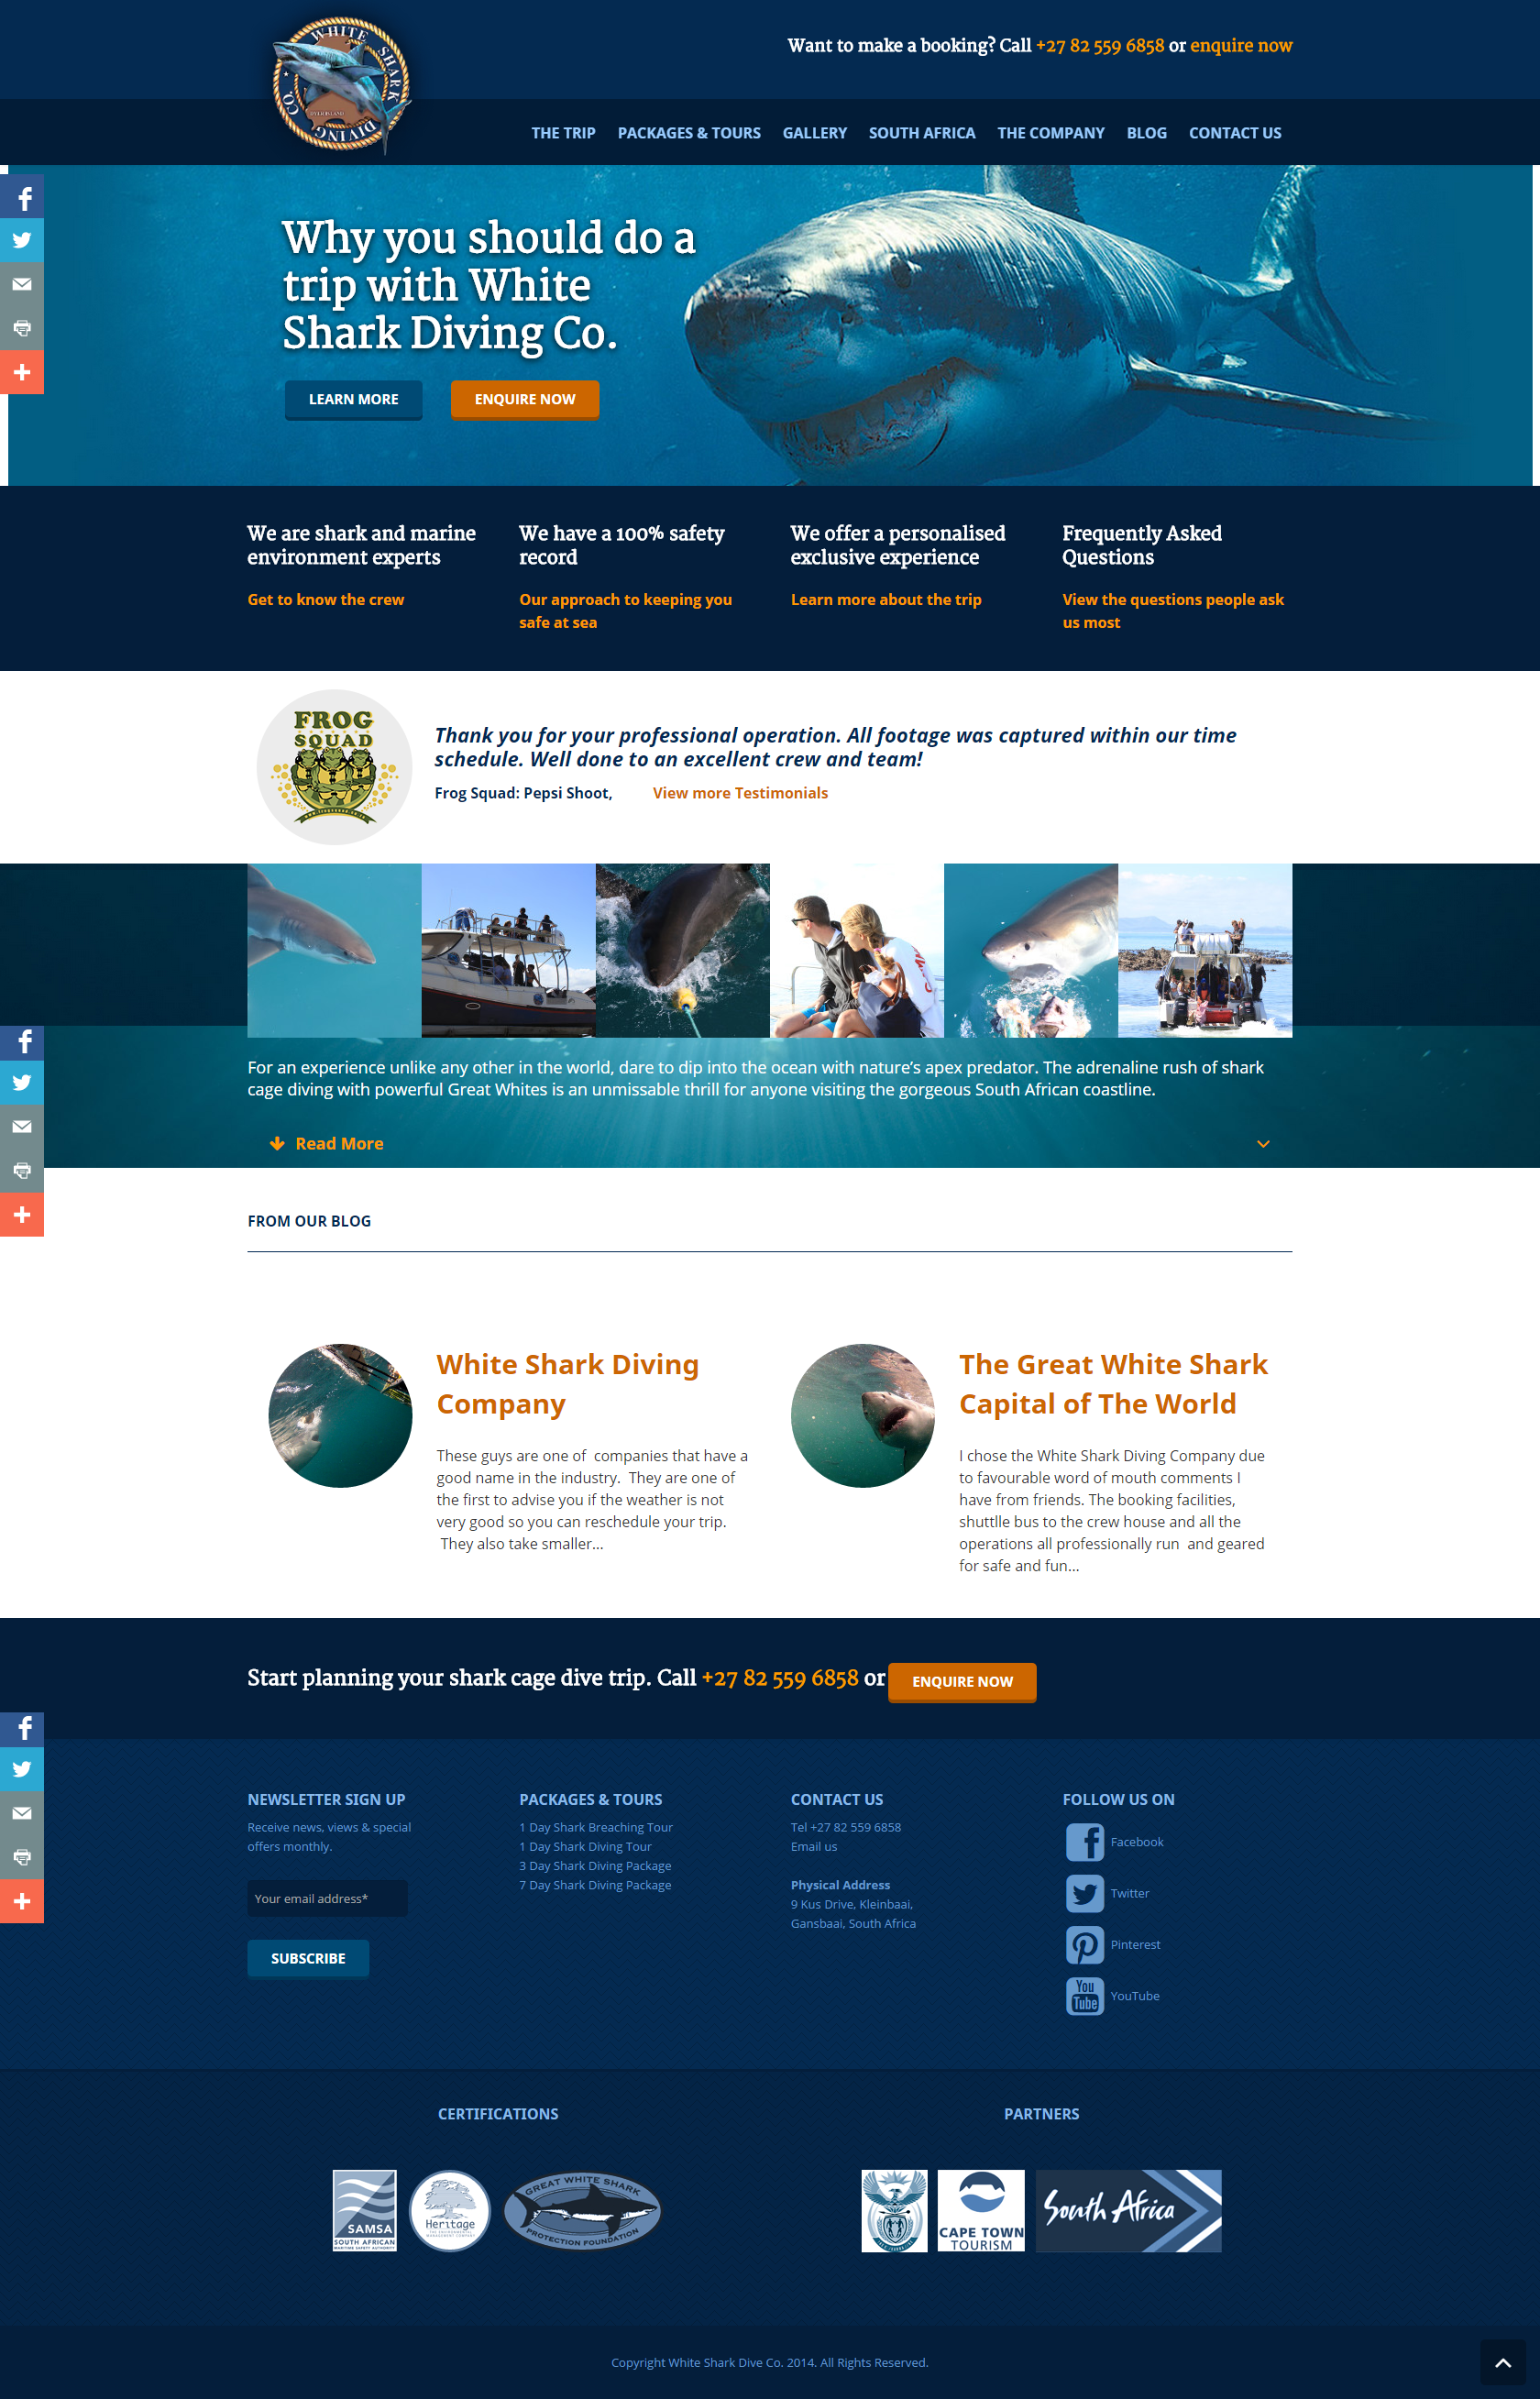 WHITE SHARK
DIVING CO.
Want to make a booking? Call +27 82 559 6858 or enquire now
THE TRIP PACKAGES & TOURS GALLERY SOUTH AFRICA THE COMPANY BLOG CONTACT US
Why you should do a
trip with White
Shark Diving Co.
LEARN MORE ENQUIRE NOW
We are shark and marine
environment experts
Get to know the crew
We have a 100% safety
record
Our approach to keeping you
safe at sea
We offer a personalised
exclusive experience
Learn more about the trip
Frequently Asked
Questions
View the questions people ask
us most
FROG
SQUAD
Thank you for your professional operation. All footage was captured within our time
schedule. Well done to an excellent crew and team!
Frog Squad: Pepsi Shoot, View more Testimonials
For an experience unlike any other in the world, dare to dip into the ocean with nature’s apex predator. The adrenaline rush of shark
cage diving with powerful Great Whites is an unmissable thrill for anyone visiting the gorgeous South African coastline.
Read More
FROM OUR BLOG
White Shark Diving
Company
These guys are one of  companies that have a
good name in the industry.  They are one of
the first to advise you if the weather is not
very good so you can reschedule your trip.
They also take smaller...
The Great White Shark
Capital of The World
I chose the White Shark Diving Company due
to favourable word of mouth comments I
have from friends. The booking facilities,
shuttlle bus to the crew house and all the
operations all professionally run  and geared
for safe and fun...
Start planning your shark cage dive trip. Call +27 82 559 6858 or ENQUIRE NOW
NEWSLETTER SIGN UP
Receive news, views & special
offers monthly.
Your email address*
SUBSCRIBE
PACKAGES & TOURS
1 Day Shark Breaching Tour
1 Day Shark Diving Tour
3 Day Shark Diving Package
7 Day Shark Diving Package
CONTACT US
Tel +27 82 559 6858
Email us
Physical Address
9 Kus Drive, Kleinbaai,
Gansbaai, South Africa
FOLLOW US ON
Facebook
Twitter
Pinterest
You
Tube
YouTube
CERTIFICATIONS
SAMSA
SOUTH AFRICAN
MARITIME SAFETY AUTHORITY
Heritage
GREAT WHITE SHARK
PROTECTION FOUNDATION
PARTNERS
CAPE TOWN
TOURISM
South Africa
Copyright White Shark Dive Co. 2014. All Rights Reserved.